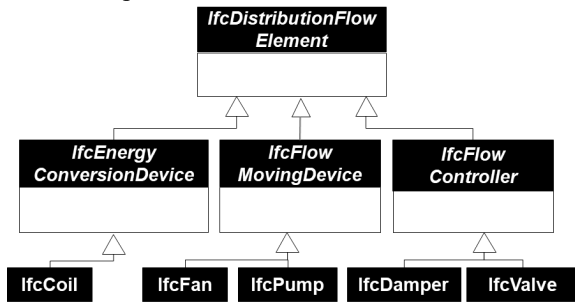 IfcDistributionFlow
Element
IfcEnergy
ConversionDevice
IfcFlow
MovingDevice
IfcFlow
Controller
IfcCoil
IfcFan
IfcPump
IfcDamper
IfcValve